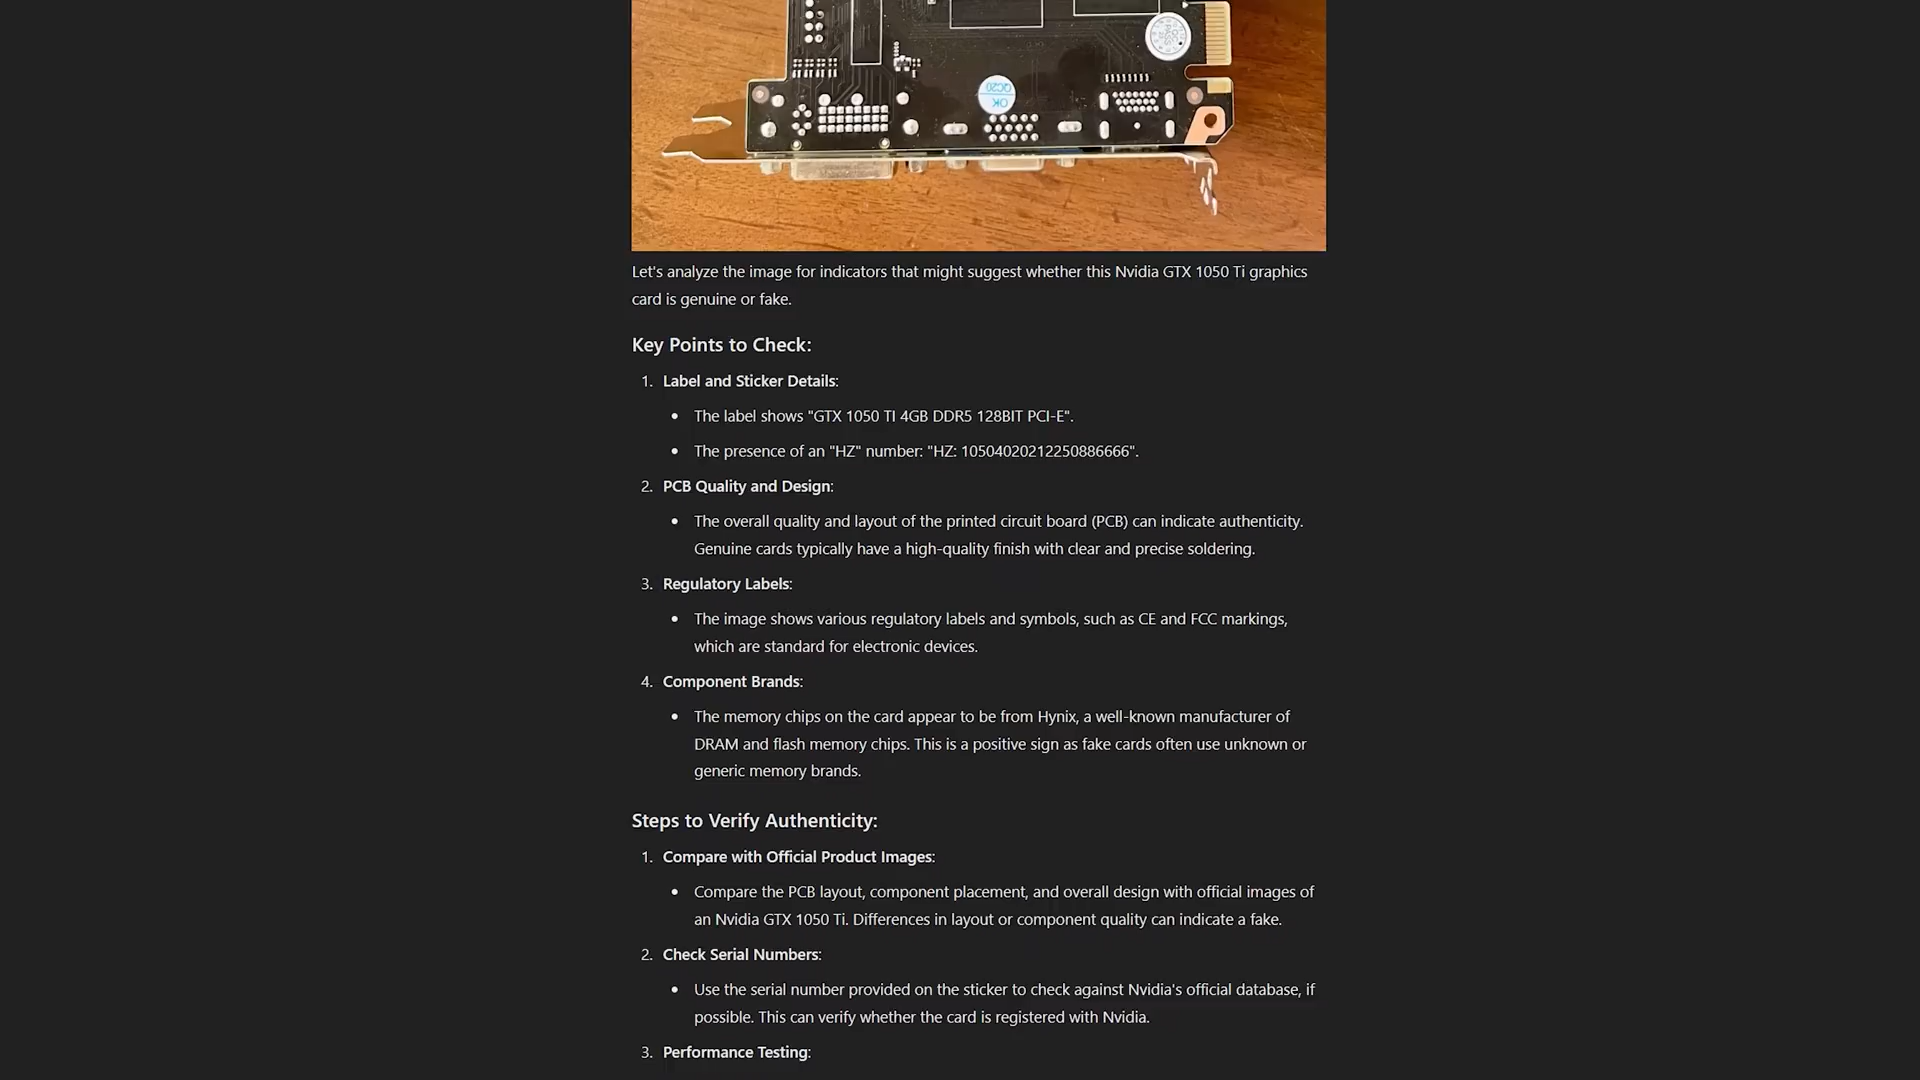 QC20
OK
Let's analyze the image for indicators that might suggest whether this Nvidia GTX 1050 Ti graphics
card is genuine or fake.
Key Points to Check:
1. Label and Sticker Details:
• The label shows "GTX 1050 TI 4GB DDR5 128BIT PCI-E".
• The presence of an "HZ" number: "HZ: 10504020212250886666".
2. PCB Quality and Design:
• The overall quality and layout of the printed circuit board (PCB) can indicate authenticity.
Genuine cards typically have a high-quality finish with clear and precise soldering.
3. Regulatory Labels:
• The image shows various regulatory labels and symbols, such as CE and FCC markings,
which are standard for electronic devices.
4. Component Brands:
• The memory chips on the card appear to be from Hynix, a well-known manufacturer of
DRAM and flash memory chips. This is a positive sign as fake cards often use unknown or
generic memory brands.
Steps to Verify Authenticity:
1. Compare with Official Product Images:
• Compare the PCB layout, component placement, and overall design with official images of
an Nvidia GTX 1050 Ti. Differences in layout or component quality can indicate a fake.
2. Check Serial Numbers:
• Use the serial number provided on the sticker to check against Nvidia's official database, if
possible. This can verify whether the card is registered with Nvidia.
3. Performance Testing: